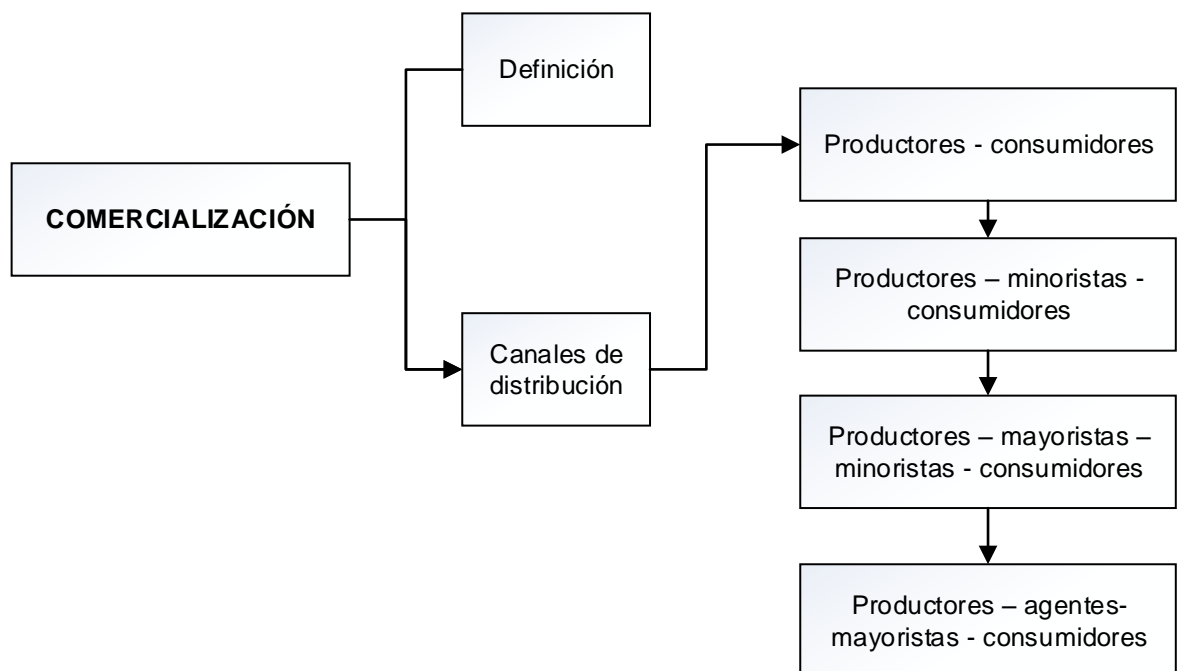 Definición
COMERCIALIZACIÓN
Canales de
distribución
Productores - consumidores
Productores – minoristas -
consumidores
Productores – mayoristas –
minoristas - consumidores
Productores – agentes-
mayoristas - consumidores